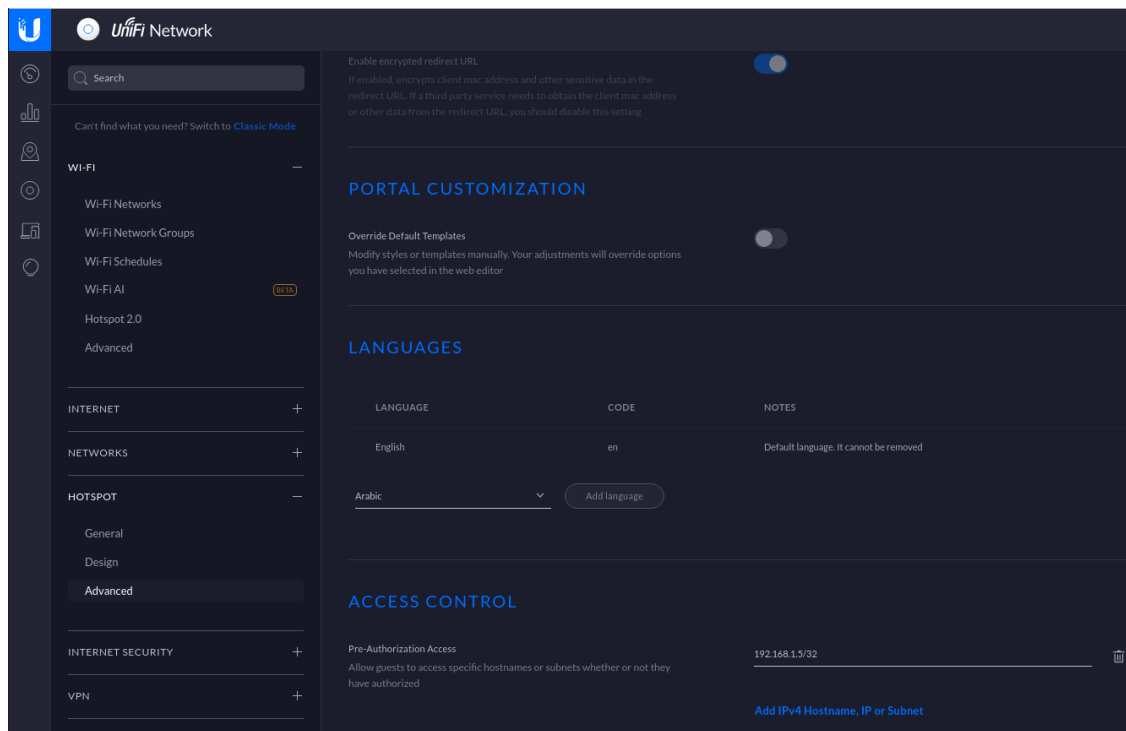 UniFi Network
Search
Can't find what you need? Switch to Classic Mode
WI-FI
Wi-Fi Networks
Wi-Fi Network Groups
Wi-Fi Schedules
Wi-Fi AI
BETA
Hotspot 2.0
Advanced
INTERNET
NETWORKS
HOTSPOT
General
Design
Advanced
INTERNET SECURITY
VPN
Enable encrypted redirect URL
If enabled, encrypts client mac address and other sensitive data in the
redirect URL. If a third party service needs to obtain the client mac address
or other data from the redirect URL, you should disable this setting
PORTAL CUSTOMIZATION
Override Default Templates
Modify styles or templates manually. Your adjustments will override options
you have selected in the web editor
LANGUAGES
LANGUAGE CODE NOTES
English en Default language. It cannot be removed
Arabic Add language
ACCESS CONTROL
Pre-Authorization Access
Allow guests to access specific hostnames or subnets whether or not they
have authorized
192.168.1.5/32
Add IPv4 Hostname, IP or Subnet